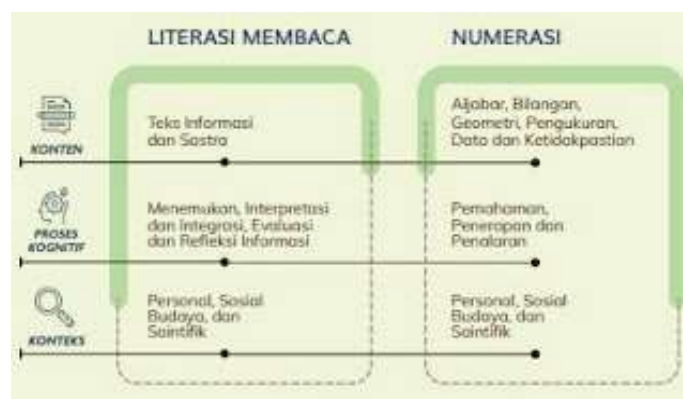 LITERASI MEMBACA
NUMERASI
KONTEN
Teks Informasi
dan Sastra
Aljabar, Bilangan,
Geometri, Pengukuran,
Data dan Ketidakpastian
PROSES
KOGNITIF
Menemukan, Interpretasi
dan Integrasi, Evaluasi
dan Refleksi Informasi
Pemahaman,
Penerapan dan
Penalaran
KONTEKS
Personal, Sosial
Budaya, dan
Saintifik
Personal, Sosial
Budaya, dan
Saintifik